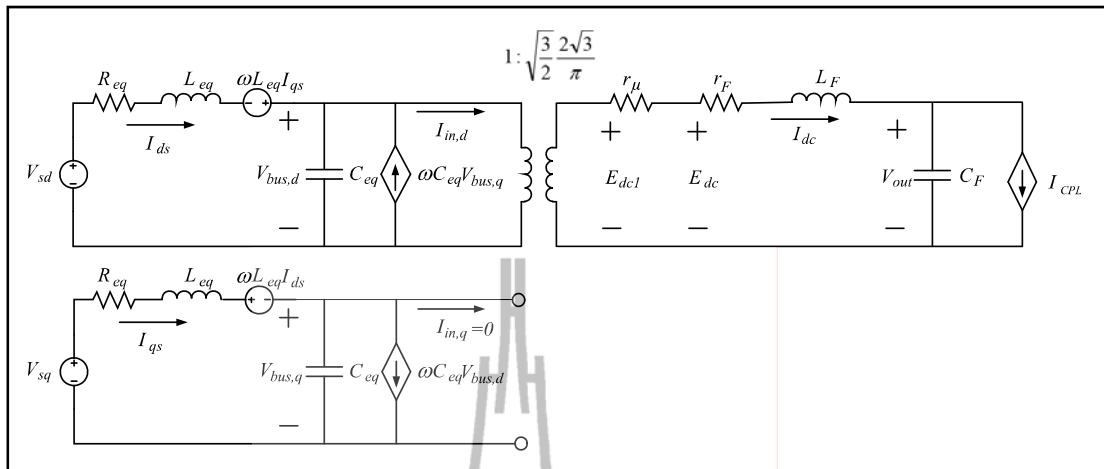 1:√(3/2) 2√3/π
R_eq L_eq ωL_eq I_qs r_μ r_F L_F
+ I_in,d + + I_dc +
I_ds
V_sd V_bus,d C_eq ωC_eq V_bus,q E_dc1 E_dc V_out C_F I_CPL
− − − −
R_eq L_eq ωL_eq I_ds
+ I_in,q =0
I_qs
V_sq V_bus,q C_eq ωC_eq V_bus,d
−